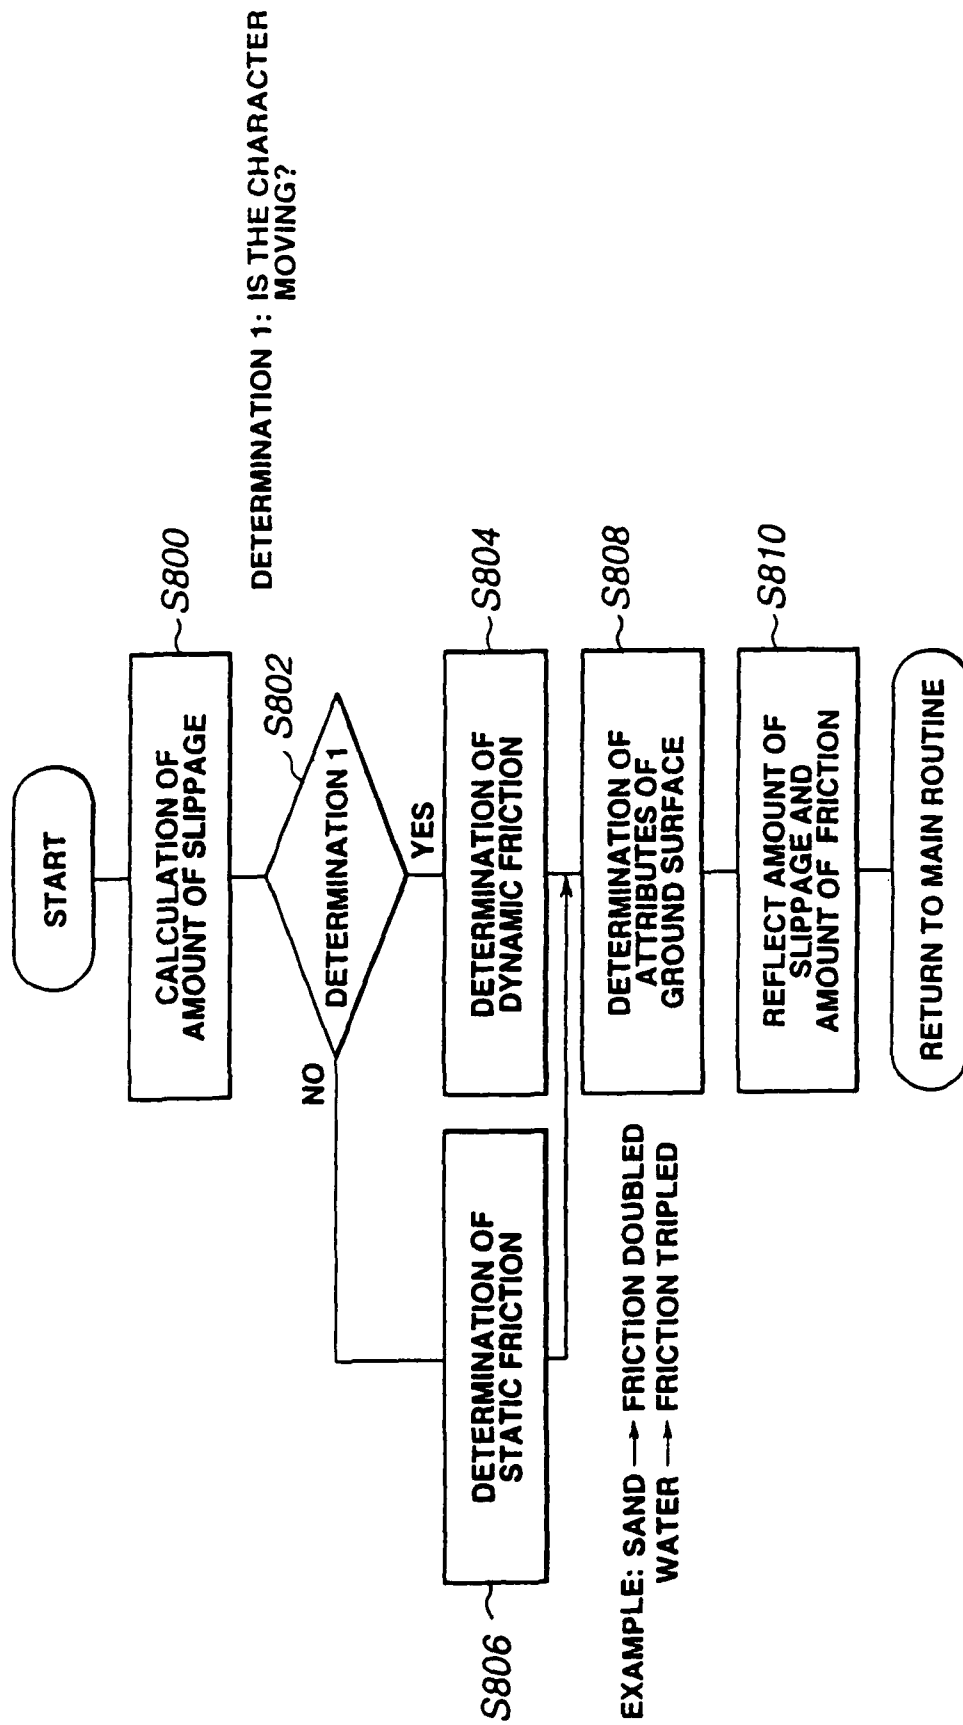 START
CALCULATION OF
AMOUNT OF SLIPPAGE
S800
DETERMINATION 1: IS THE CHARACTER
MOVING?
DETERMINATION 1
S802
NO
YES
DETERMINATION OF
DYNAMIC FRICTION
S804
DETERMINATION OF
STATIC FRICTION
S806
DETERMINATION OF
ATTRIBUTES OF
GROUND SURFACE
S808
EXAMPLE: SAND → FRICTION DOUBLED
WATER → FRICTION TRIPLED
REFLECT AMOUNT OF
SLIPPAGE AND
AMOUNT OF FRICTION
S810
RETURN TO MAIN ROUTINE